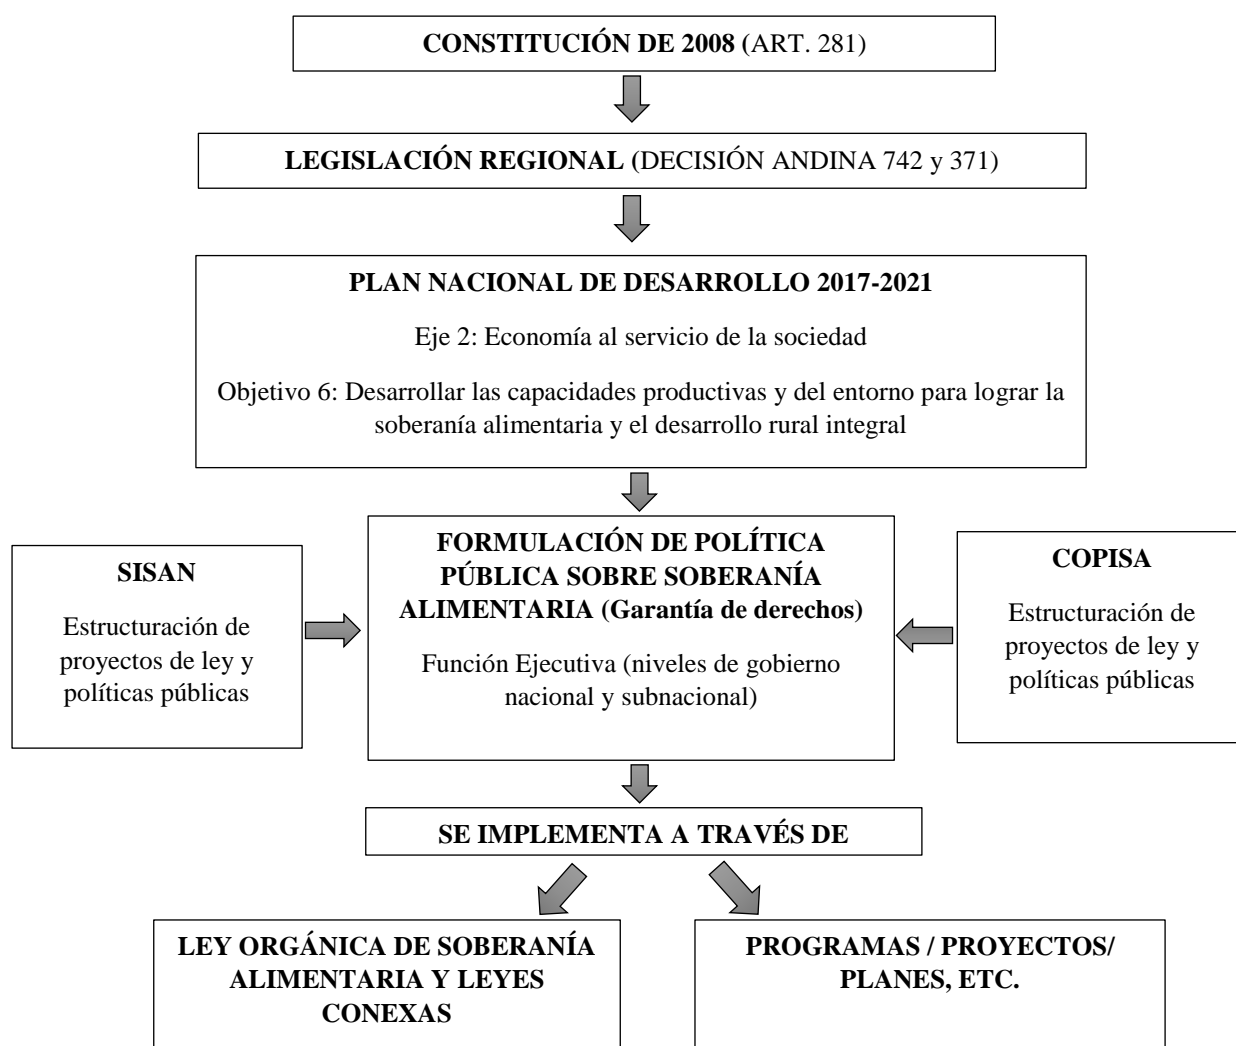 CONSTITUCIÓN DE 2008 (ART. 281)
LEGISLACIÓN REGIONAL (DECISIÓN ANDINA 742 y 371)
PLAN NACIONAL DE DESARROLLO 2017-2021
Eje 2: Economía al servicio de la sociedad
Objetivo 6: Desarrollar las capacidades productivas y del entorno para lograr la
soberanía alimentaria y el desarrollo rural integral
SISAN
Estructuración de
proyectos de ley y
políticas públicas
FORMULACIÓN DE POLÍTICA
PÚBLICA SOBRE SOBERANÍA
ALIMENTARIA (Garantía de derechos)
Función Ejecutiva (niveles de gobierno
nacional y subnacional)
COPISA
Estructuración de
proyectos de ley y
políticas públicas
SE IMPLEMENTA A TRAVÉS DE
LEY ORGÁNICA DE SOBERANÍA
ALIMENTARIA Y LEYES
CONEXAS
PROGRAMAS / PROYECTOS/
PLANES, ETC.